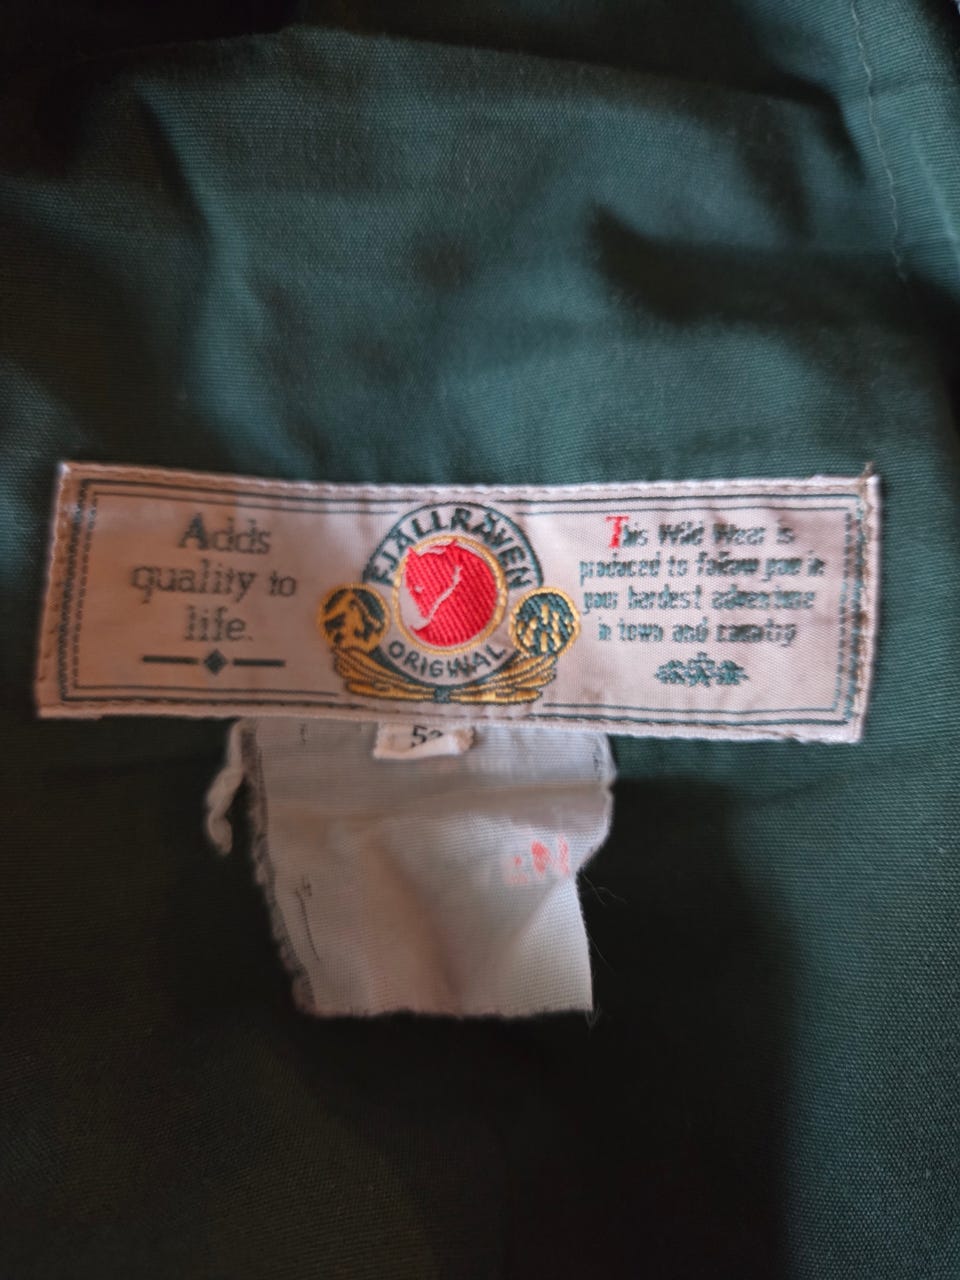 Adds
quality to
life.
FJÄLLRÄVEN
ORIGINAL
This Wild Wear is
produced to follow you in
your hardest adventure
in town and country